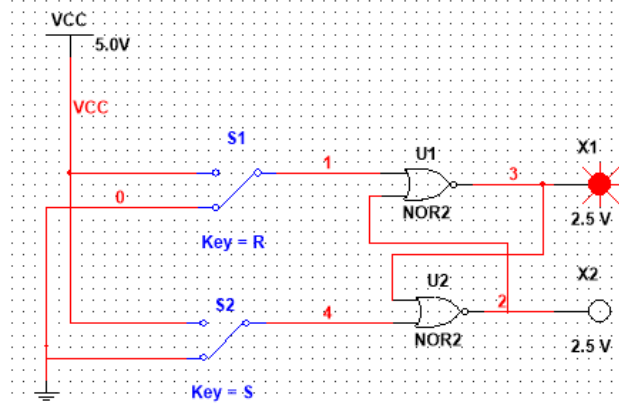 VCC
5.0V
VCC
S1
1
U1
X1
3
0
NOR2
2.5 V
Key = R
U2
X2
S2
4
2
NOR2
2.5 V
Key = S